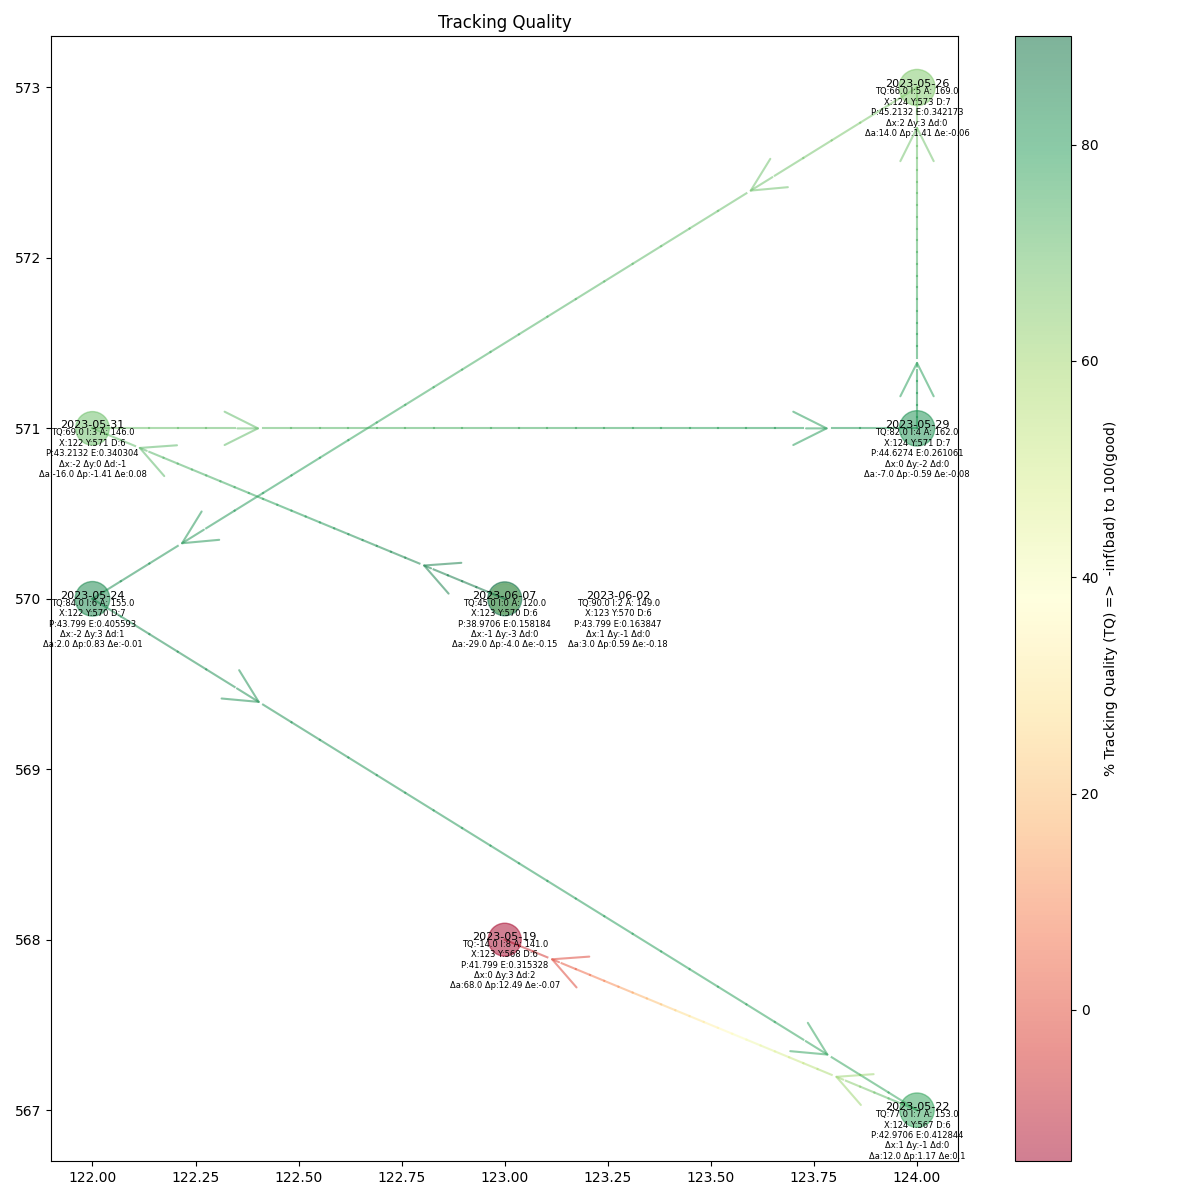 Tracking Quality
573
572
571
570
569
568
567
122.00
122.25
122.50
122.75
123.00
123.25
123.50
123.75
124.00
2023-05-26
TQ:66.0 I:5 A: 169.0
X:124 Y:573 D:7
P:45.2132 E:0.342173
Δx:2 Δy:3 Δd:0
Δa:14.0 Δp:1.41 Δe:-0.06
2023-05-31
TQ:69.0 I:3 A: 146.0
X:122 Y:571 D:6
P:43.2132 E:0.340304
Δx:-2 Δy:0 Δd:-1
Δa:-16.0 Δp:-1.41 Δe:0.08
2023-05-29
TQ:82.0 I:4 A: 162.0
X:124 Y:571 D:7
P:44.6274 E:0.261061
Δx:0 Δy:-2 Δd:0
Δa:-7.0 Δp:-0.59 Δe:-0.08
2023-05-24
TQ:84.0 I:6 A: 155.0
X:122 Y:570 D:7
P:43.799 E:0.405593
Δx:-2 Δy:3 Δd:1
Δa:2.0 Δp:0.83 Δe:-0.01
2023-06-07
TQ:45.0 I:0 A: 120.0
X:123 Y:570 D:6
P:38.9706 E:0.158184
Δx:-1 Δy:-3 Δd:0
Δa:-29.0 Δp:-4.0 Δe:-0.15
2023-06-02
TQ:90.0 I:2 A: 149.0
X:123 Y:570 D:6
P:43.799 E:0.163847
Δx:1 Δy:-1 Δd:0
Δa:3.0 Δp:0.59 Δe:-0.18
2023-05-19
TQ:-14.0 I:8 A: 141.0
X:123 Y:568 D:6
P:41.799 E:0.315328
Δx:0 Δy:3 Δd:2
Δa:68.0 Δp:12.49 Δe:-0.07
2023-05-22
TQ:77.0 I:7 A: 153.0
X:124 Y:567 D:6
P:42.9706 E:0.412844
Δx:1 Δy:-1 Δd:0
Δa:12.0 Δp:1.17 Δe:0.1
80
60
40
20
0
% Tracking Quality (TQ) => -inf(bad) to 100(good)